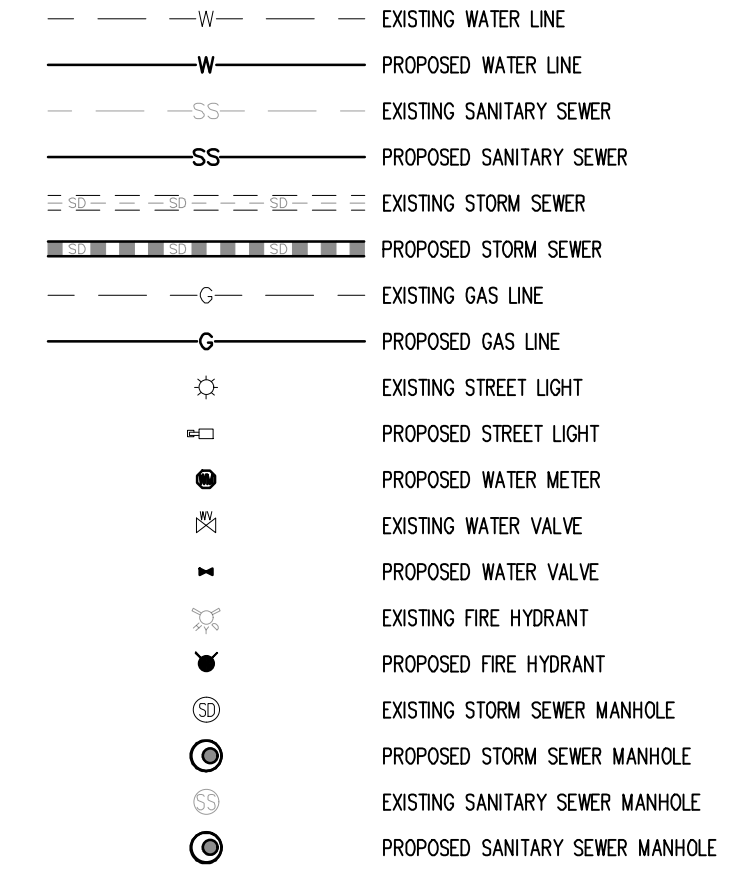 W EXISTING WATER LINE
W PROPOSED WATER LINE
SS EXISTING SANITARY SEWER
SS PROPOSED SANITARY SEWER
SD SD SD EXISTING STORM SEWER
SD SD SD PROPOSED STORM SEWER
G EXISTING GAS LINE
G PROPOSED GAS LINE
EXISTING STREET LIGHT
PROPOSED STREET LIGHT
WM PROPOSED WATER METER
WV EXISTING WATER VALVE
PROPOSED WATER VALVE
EXISTING FIRE HYDRANT
PROPOSED FIRE HYDRANT
SD EXISTING STORM SEWER MANHOLE
PROPOSED STORM SEWER MANHOLE
SS EXISTING SANITARY SEWER MANHOLE
PROPOSED SANITARY SEWER MANHOLE